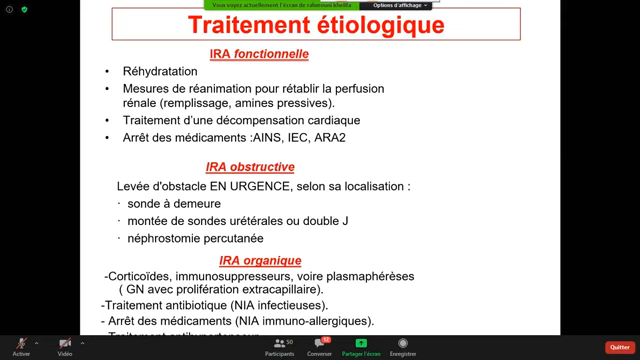 Vous voyez actuellement l'écran de rahmouni khelifa
Options d'affichage
Traitement étiologique
IRA fonctionnelle
• Réhydratation
• Mesures de réanimation pour rétablir la perfusion
rénale (remplissage, amines pressives).
• Traitement d'une décompensation cardiaque
• Arrêt des médicaments :AINS, IEC, ARA2
IRA obstructive
Levée d'obstacle EN URGENCE, selon sa localisation :
· sonde à demeure
· montée de sondes urétérales ou double J
· néphrostomie percutanée
IRA organique
-Corticoïdes, immunosuppresseurs, voire plasmaphérèses
( GN avec prolifération extracapillaire).
-Traitement antibiotique (NIA infectieuses).
- Arrêt des médicaments (NIA immuno-allergiques).
50
52
Activer
Vidéo
Participants
Converser
Partager l'écran
Enregistrer
Quitter